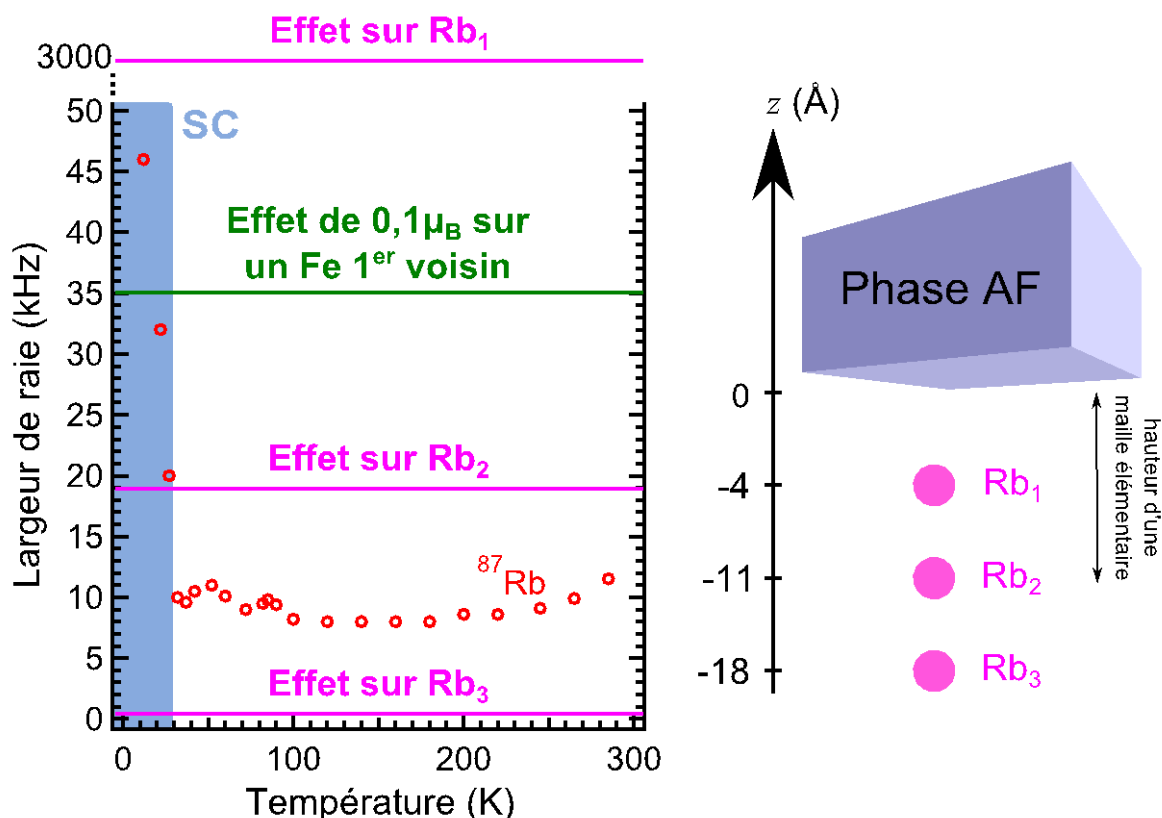 Effet sur Rb₁
3000
50
45
40
35
30
25
20
15
10
5
0
Largeur de raie (kHz)
SC
Effet de 0,1µ_B sur
un Fe 1ᵉʳ voisin
Effet sur Rb₂
⁸⁷Rb
Effet sur Rb₃
0
100
200
300
Température (K)
z (Å)
Phase AF
0
-4
-11
-18
Rb₁
Rb₂
Rb₃
hauteur d'une
maille élémentaire